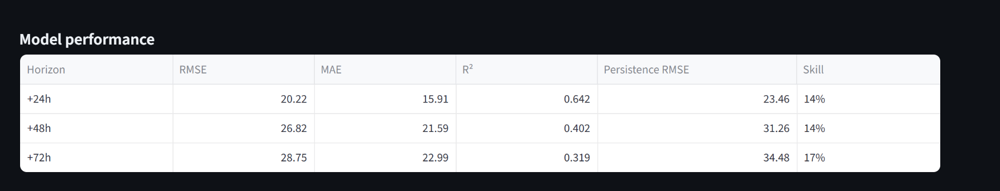 Model performance
Horizon RMSE MAE R² Persistence RMSE Skill
+24h 20.22 15.91 0.642 23.46 14%
+48h 26.82 21.59 0.402 31.26 14%
+72h 28.75 22.99 0.319 34.48 17%